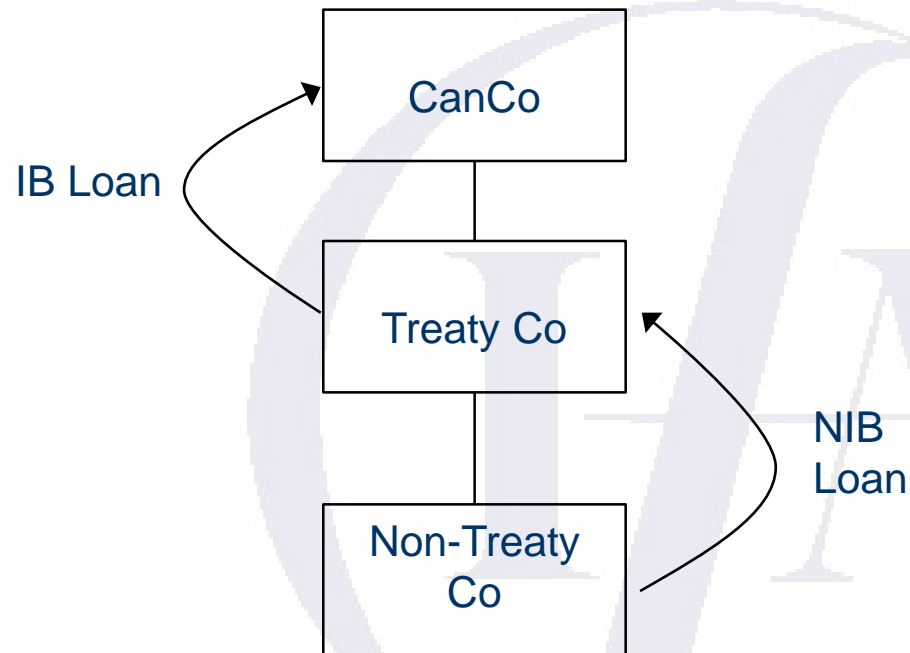 CanCo
IB Loan
Treaty Co
NIB
Loan
Non-Treaty
Co